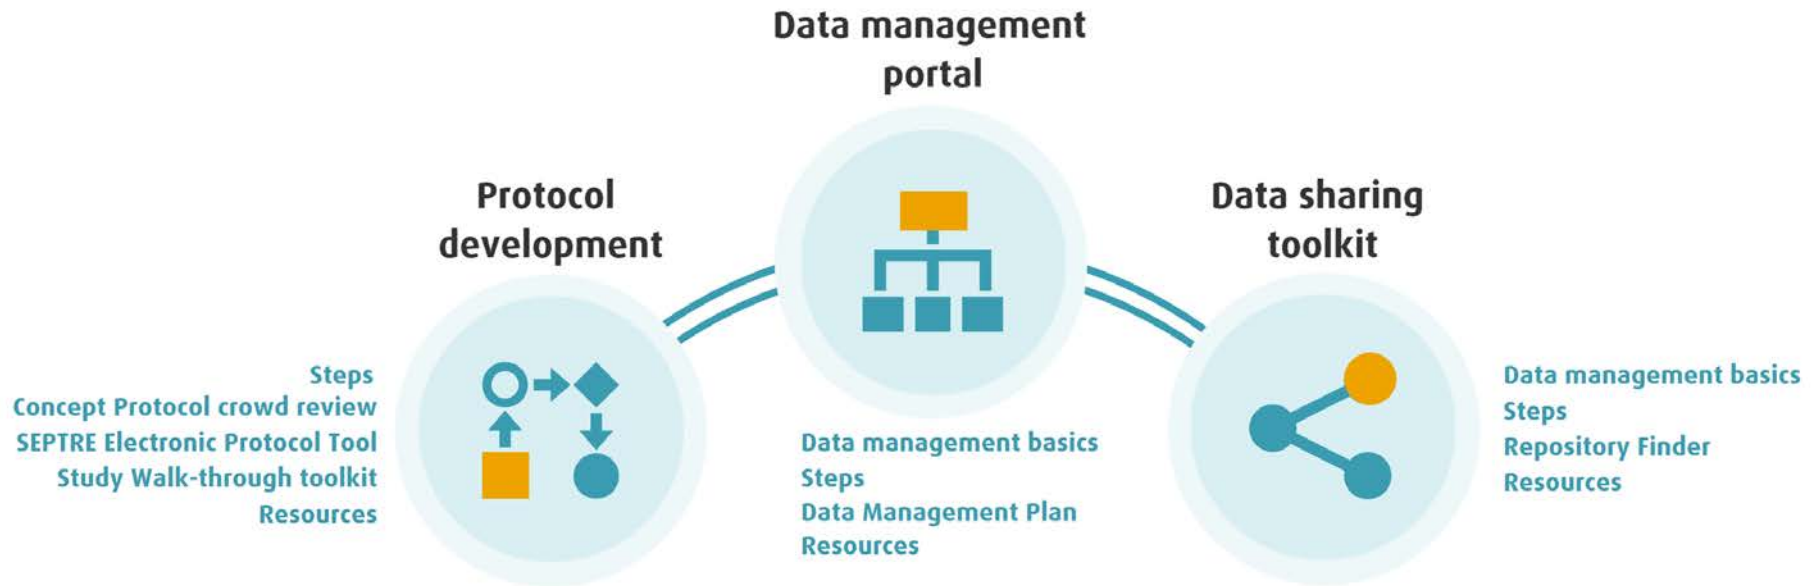 Data management
portal
Protocol
development
Data sharing
toolkit
Steps
Concept Protocol crowd review
SEPTRE Electronic Protocol Tool
Study Walk-through toolkit
Resources
Data management basics
Steps
Data Management Plan
Resources
Data management basics
Steps
Repository Finder
Resources